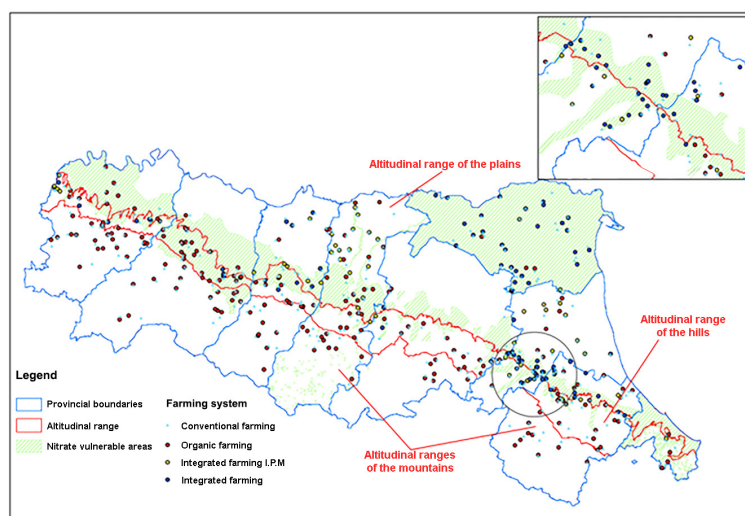 Altitudinal range of the plains
Altitudinal range
of the hills
Altitudinal ranges
of the mountains
Legend
Provincial boundaries
Altitudinal range
Nitrate vulnerable areas
Farming system
Conventional farming
Organic farming
Integrated farming I.P.M
Integrated farming